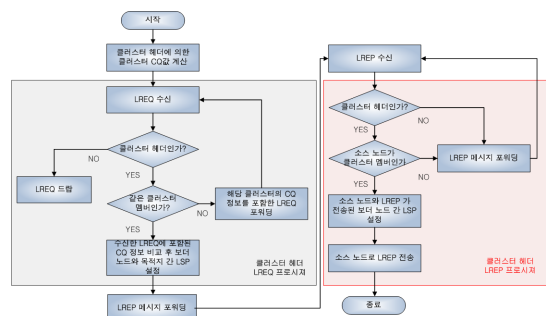 시작
클러스터 헤더에 의한
클러스터 CQ값 계산
LREQ 수신
클러스터 헤더인가?
NO
YES
LREQ 드랍
같은 클러스터
멤버인가?
NO
해당 클러스터의 CQ
정보를 포함한 LREQ
포워딩
YES
수신한 LREQ에 포함된
CQ 정보 비교 후 보더
노드와 목적지 간 LSP
설정
클러스터 헤더
LREQ 프로시져
LREP 메시지 포워딩
LREP 수신
클러스터 헤더인가?
NO
YES
소스 노드가
클러스터 멤버인가
NO
LREP 메시지 포워딩
YES
소스 노드와 LREP 가
전송된 보더 노드 간 LSP
설정
소스 노드로 LREP 전송
클러스터 헤더
LREP 프로시져
종료